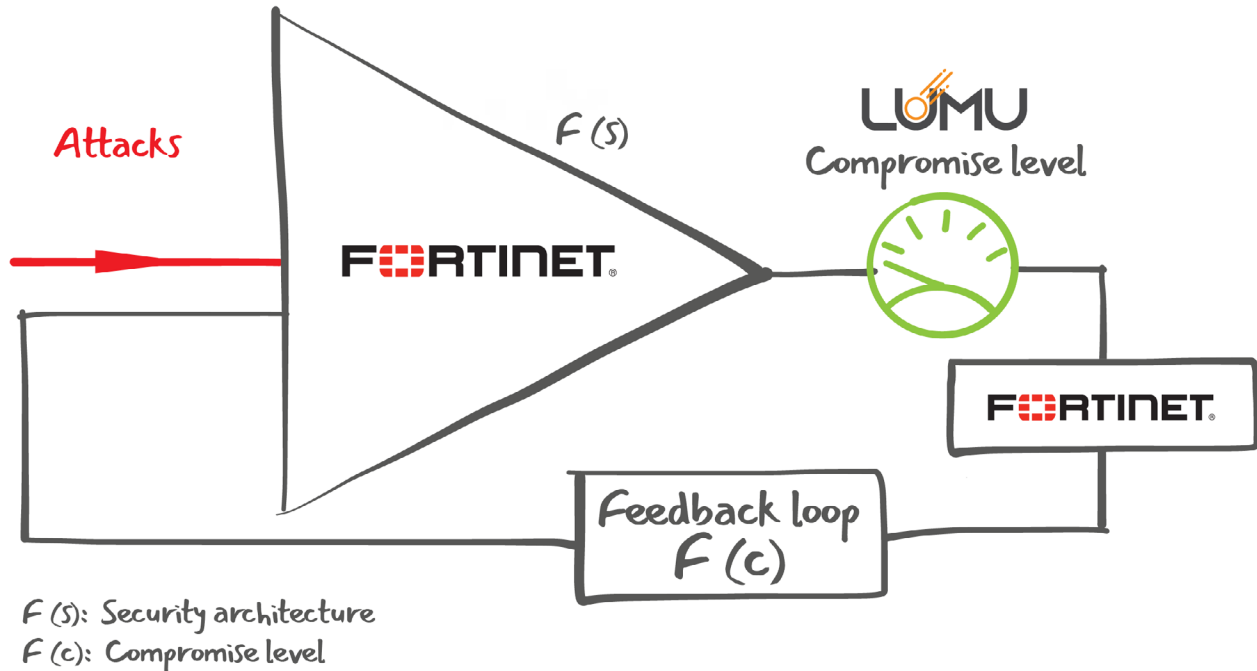 Attacks
F (s)
LUMU
Compromise level
FORTINET®
FORTINET®
Feedback loop
F (c)
F (s): Security architecture
F (c): Compromise level